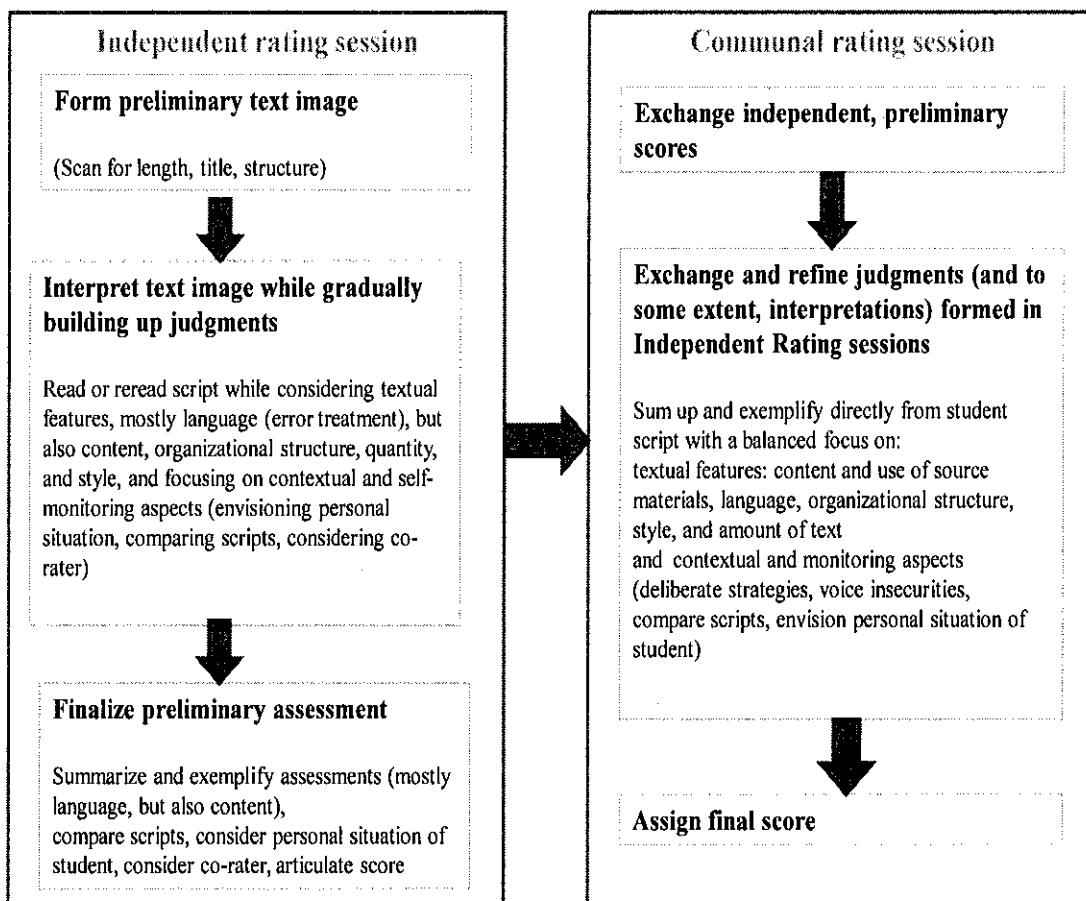 Independent rating session
Form preliminary text image
(Scan for length, title, structure)
Interpret text image while gradually
building up judgments
Read or reread script while considering textual
features, mostly language (error treatment), but
also content, organizational structure, quantity,
and style, and focusing on contextual and self-
monitoring aspects (envisioning personal
situation, comparing scripts, considering co-
rater)
Finalize preliminary assessment
Summarize and exemplify assessments (mostly
language, but also content),
compare scripts, consider personal situation of
student, consider co-rater, articulate score
Communal rating session
Exchange independent, preliminary
scores
Exchange and refine judgments (and to
some extent, interpretations) formed in
Independent Rating sessions
Sum up and exemplify directly from student
script with a balanced focus on:
textual features: content and use of source
materials, language, organizational structure,
style, and amount of text
and contextual and monitoring aspects
(deliberate strategies, voice insecurities,
compare scripts, envision personal situation of
student)
Assign final score